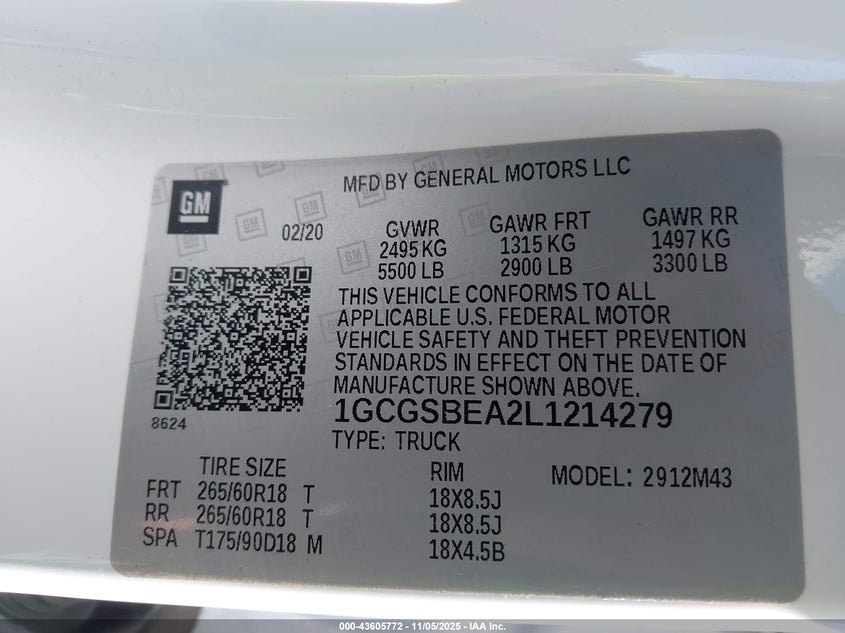 GM
MFD BY GENERAL MOTORS LLC
02/20
GVWR GAWR FRT GAWR RR
2495 KG 1315 KG 1497 KG
5500 LB 2900 LB 3300 LB
THIS VEHICLE CONFORMS TO ALL
APPLICABLE U.S. FEDERAL MOTOR
VEHICLE SAFETY AND THEFT PREVENTION
STANDARDS IN EFFECT ON THE DATE OF
MANUFACTURE SHOWN ABOVE.
8624
1GCGSBEA2L1214279
TYPE: TRUCK
TIRE SIZE RIM MODEL: 2912M43
FRT 265/60R18 T 18X8.5J
RR 265/60R18 T 18X8.5J
SPA T175/90D18 M 18X4.5B
000-43605772 - 11/05/2025 - IAA Inc.